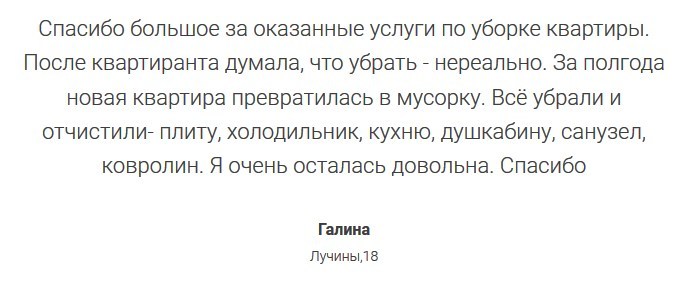 Спасибо большое за оказанные услуги по уборке квартиры.
После квартиранта думала, что убрать - нереально. За полгода
новая квартира превратилась в мусорку. Всё убрали и
отчистили- плиту, холодильник, кухню, душкабину, санузел,
ковролин. Я очень осталась довольна. Спасибо
Галина
Лучины,18